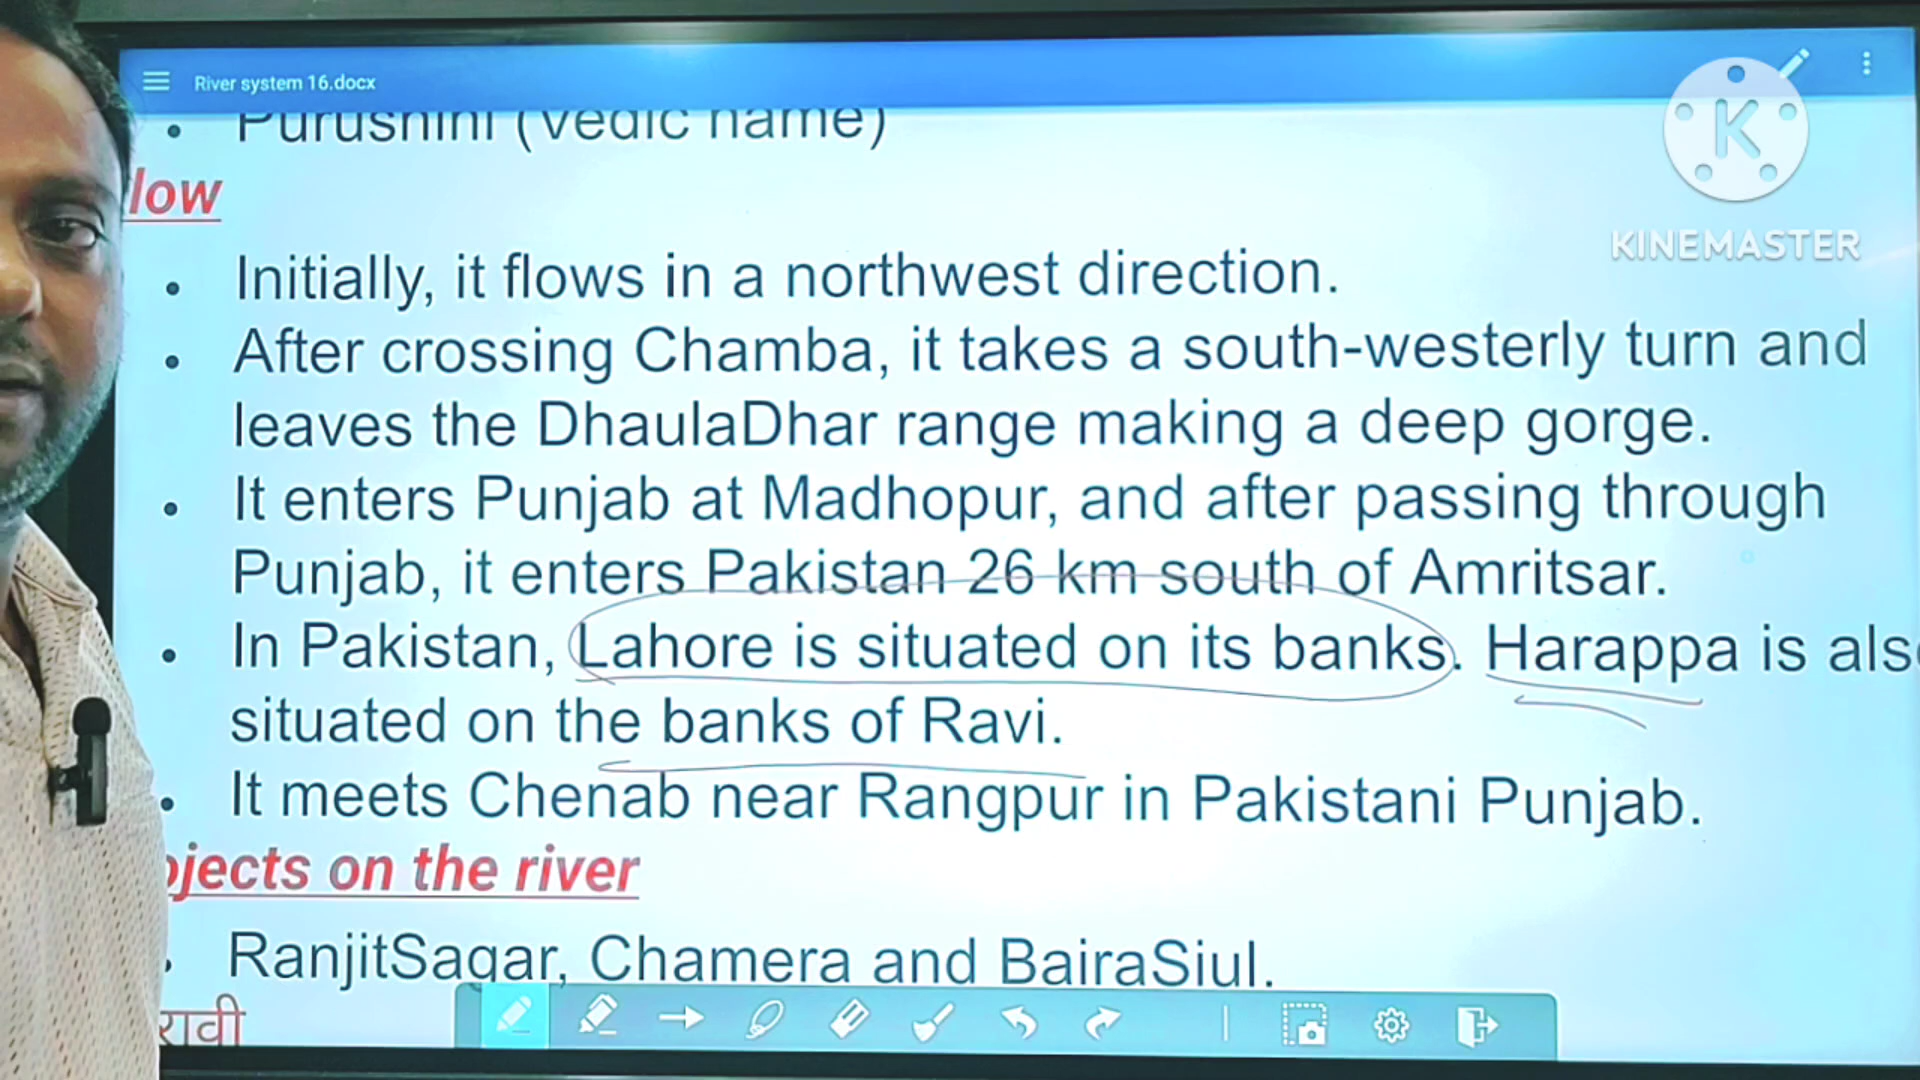 River system 16.docx
Purushini (vedic name)
low
Initially, it flows in a northwest direction.
After crossing Chamba, it takes a south-westerly turn and
leaves the DhaulaDhar range making a deep gorge.
It enters Punjab at Madhopur, and after passing through
Punjab, it enters Pakistan 26 km south of Amritsar.
In Pakistan, Lahore is situated on its banks. Harappa is als
situated on the banks of Ravi.
It meets Chenab near Rangpur in Pakistani Punjab.
ojects on the river
RanjitSagar, Chamera and BairaSiul.
रावी
K
KINEMASTER